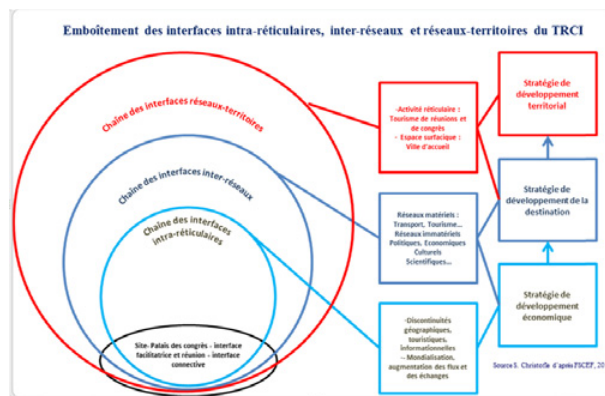 Emboîtement des interfaces intra-réticulaires, inter-réseaux et réseaux-territoires du TRCI
Chaîne des interfaces réseaux-territoires
Chaîne des interfaces inter-réseaux
Chaîne des interfaces
intra-réticulaires
Site- Palais des congrès - interface
facilitatrice et réunion - interface
connective
-Activité réticulaire :
Tourisme de réunions et
de congrès
- Espace surfacique :
Ville d'accueil
Réseaux matériels :
Transport, Tourisme...
Réseaux immatériels
Politiques, Economiques
Culturels
Scientifiques...
-Discontinuités
géographiques,
touristiques,
informationnelles
-- Mondialisation,
augmentation des flux et
des échanges
Stratégie de
développement
territorial
Stratégie de
développement de la
destination
Stratégie de
développement
économique
Source S. Christofle d'après FSCEF, 20